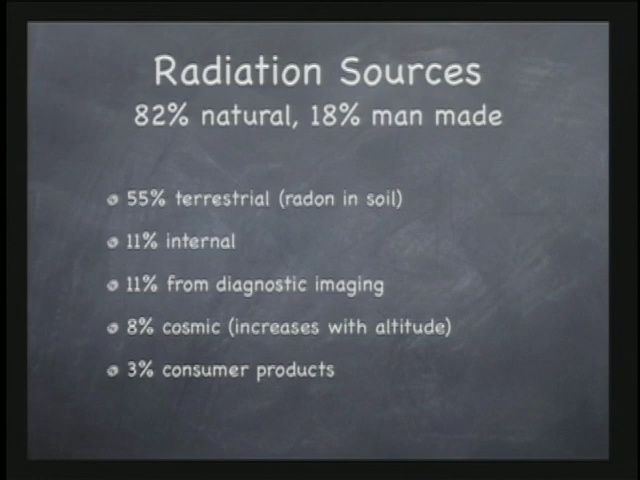 Radiation Sources
82% natural, 18% man made
55% terrestrial (radon in soil)
11% internal
11% from diagnostic imaging
8% cosmic (increases with altitude)
3% consumer products